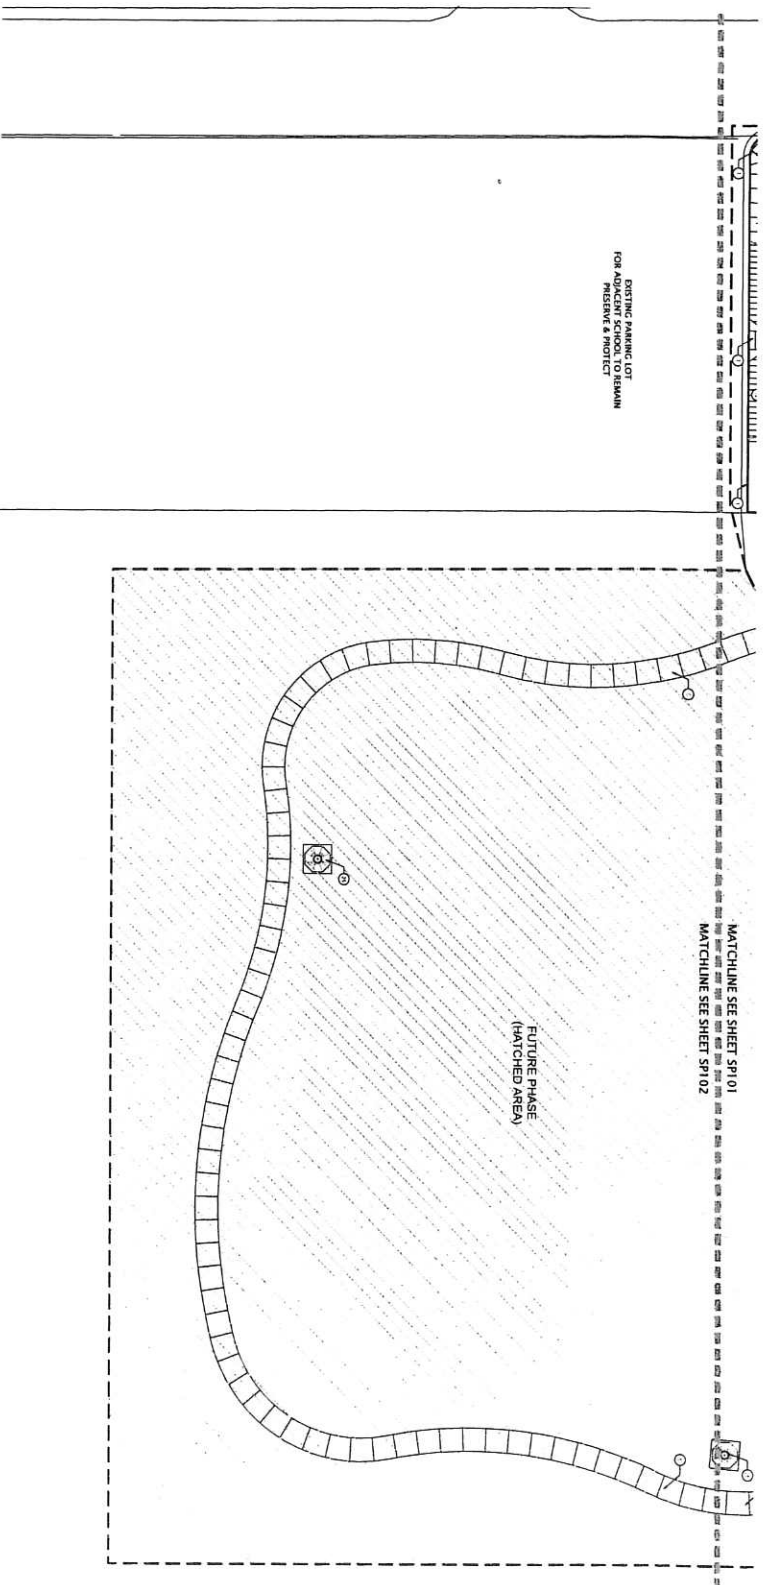 EXISTING PARKING LOT
FOR ADJACENT SCHOOL TO REMAIN
PRESERVE & PROTECT
MATCHLINE SEE SHEET SP101
MATCHLINE SEE SHEET SP102
FUTURE PHASE
(HATCHED AREA)